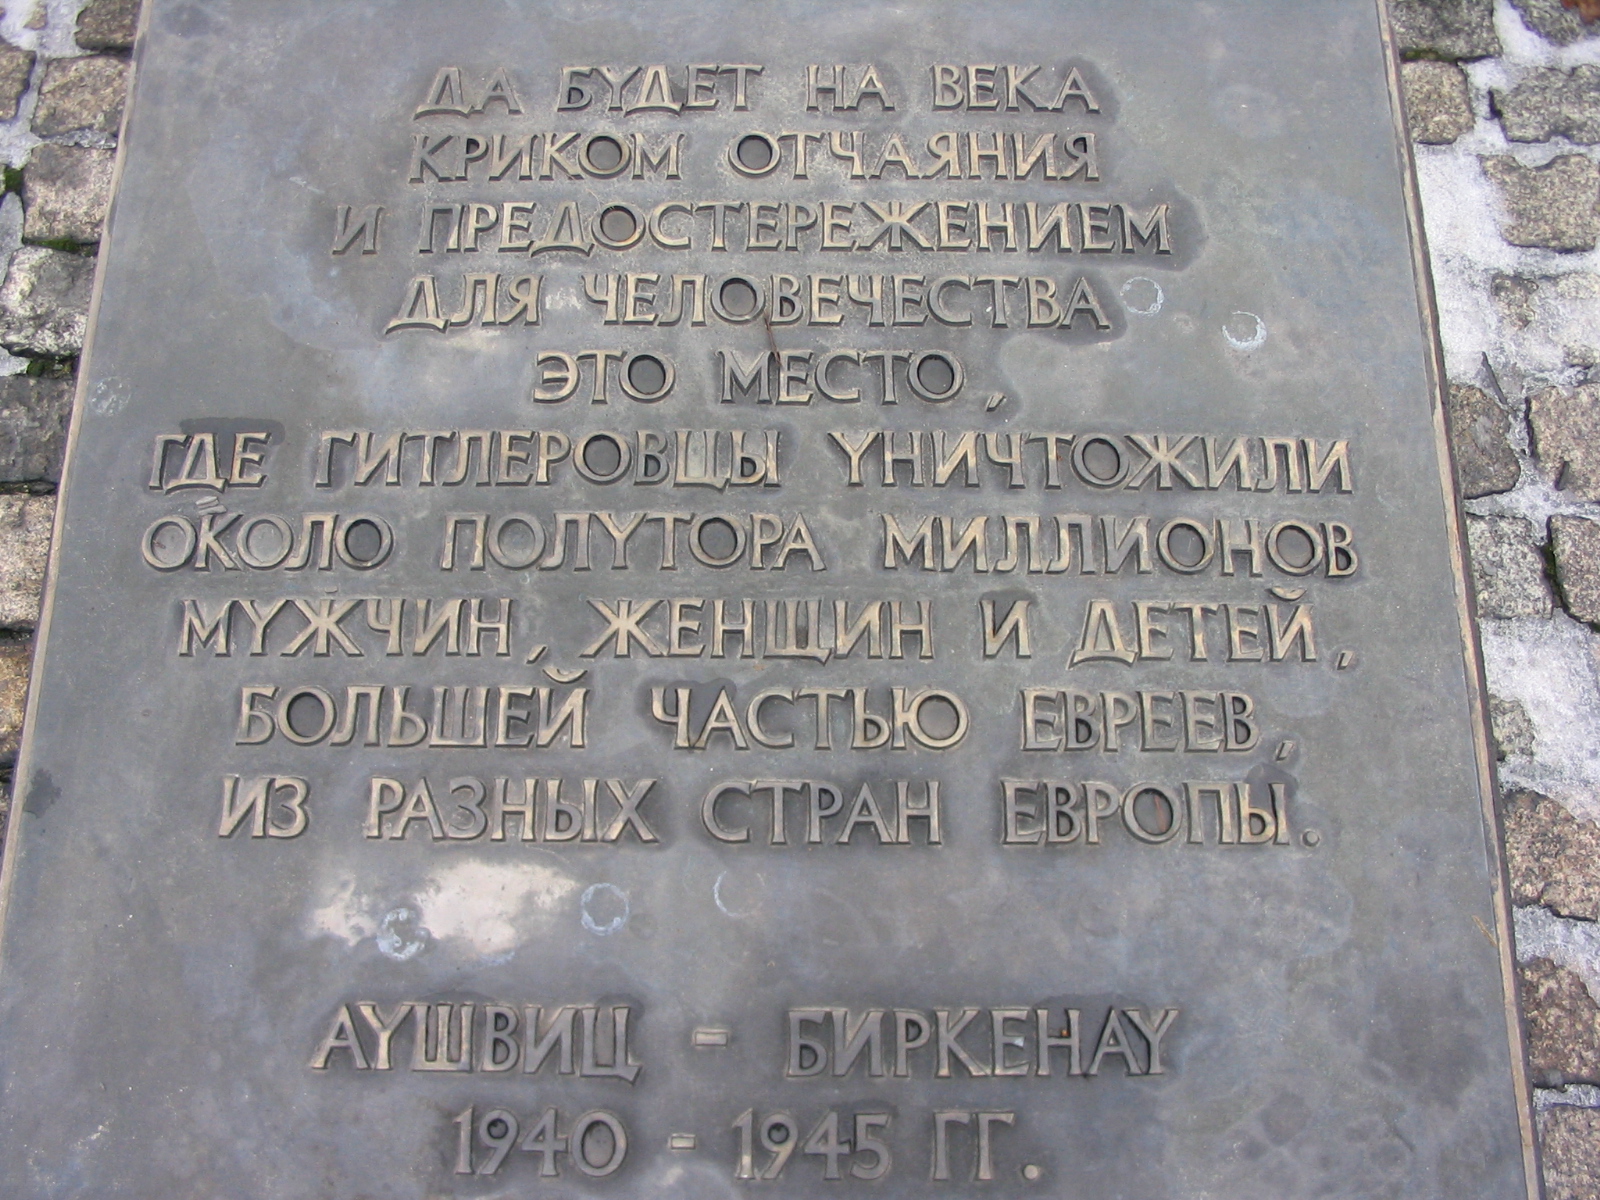 ДА БУДЕТ НА ВЕКА
КРИКОМ ОТЧАЯНИЯ
И ПРЕДОСТЕРЕЖЕНИЕМ
ДЛЯ ЧЕЛОВЕЧЕСТВА
ЭТО МЕСТО,
ГДЕ ГИТЛЕРОВЦЫ УНИЧТОЖИЛИ
ОКОЛО ПОЛУТОРА МИЛЛИОНОВ
МУЖЧИН, ЖЕНЩИН И ДЕТЕЙ,
БОЛЬШЕЙ ЧАСТЬЮ ЕВРЕЕВ,
ИЗ РАЗНЫХ СТРАН ЕВРОПЫ.
АУШВИЦ - БИРКЕНАУ
1940 - 1945 ГГ.